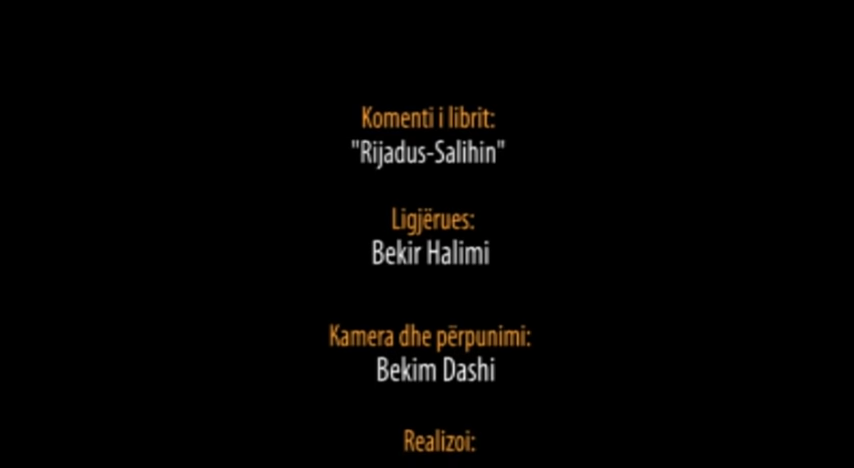 Komenti i librit:
"Rijadus-Salihin"
Ligjërues:
Bekir Halimi
Kamera dhe përpunimi:
Bekim Dashi
Realizoi: